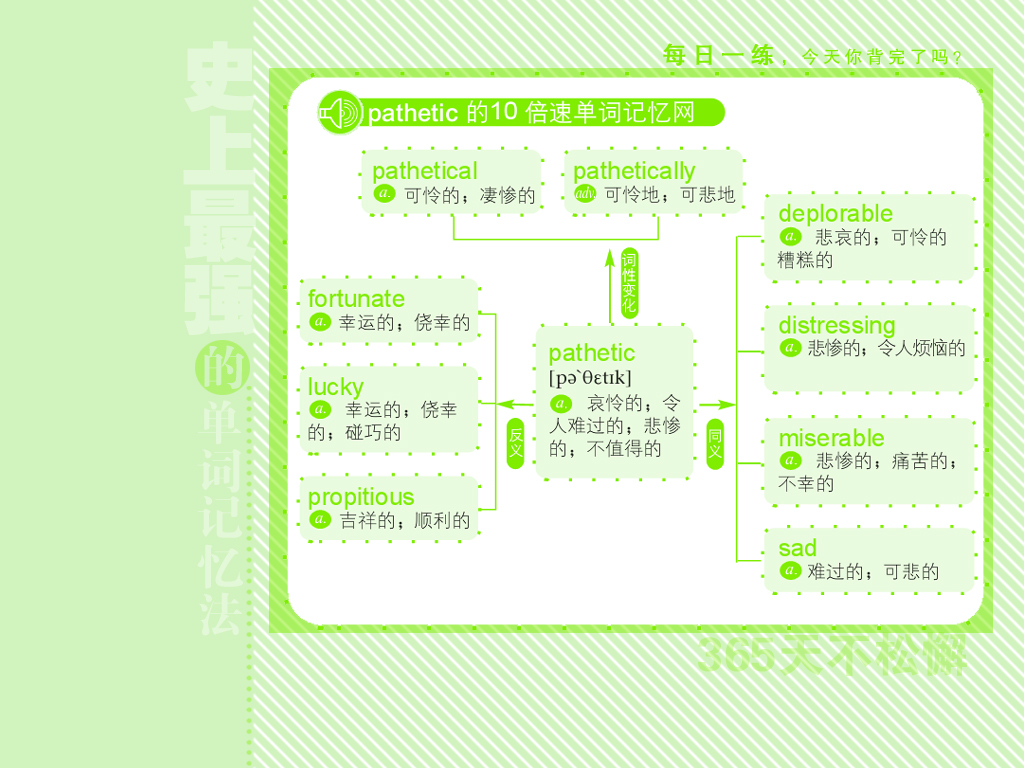 每日一练，今天你背完了吗？
史上最强的单词记忆法
pathetic 的10 倍速单词记忆网
pathetical
a. 可怜的；凄惨的
pathetically
adv. 可怜地；可悲地
词性变化
fortunate
a. 幸运的；侥幸的
lucky
a. 幸运的；侥幸
的；碰巧的
propitious
a. 吉祥的；顺利的
反义
pathetic
[pə`θɛtɪk]
a. 哀怜的；令
人难过的；悲惨
的；不值得的
同义
deplorable
a. 悲哀的；可怜的
糟糕的
distressing
a. 悲惨的；令人烦恼的
miserable
a. 悲惨的；痛苦的；
不幸的
sad
a. 难过的；可悲的
365天不松懈